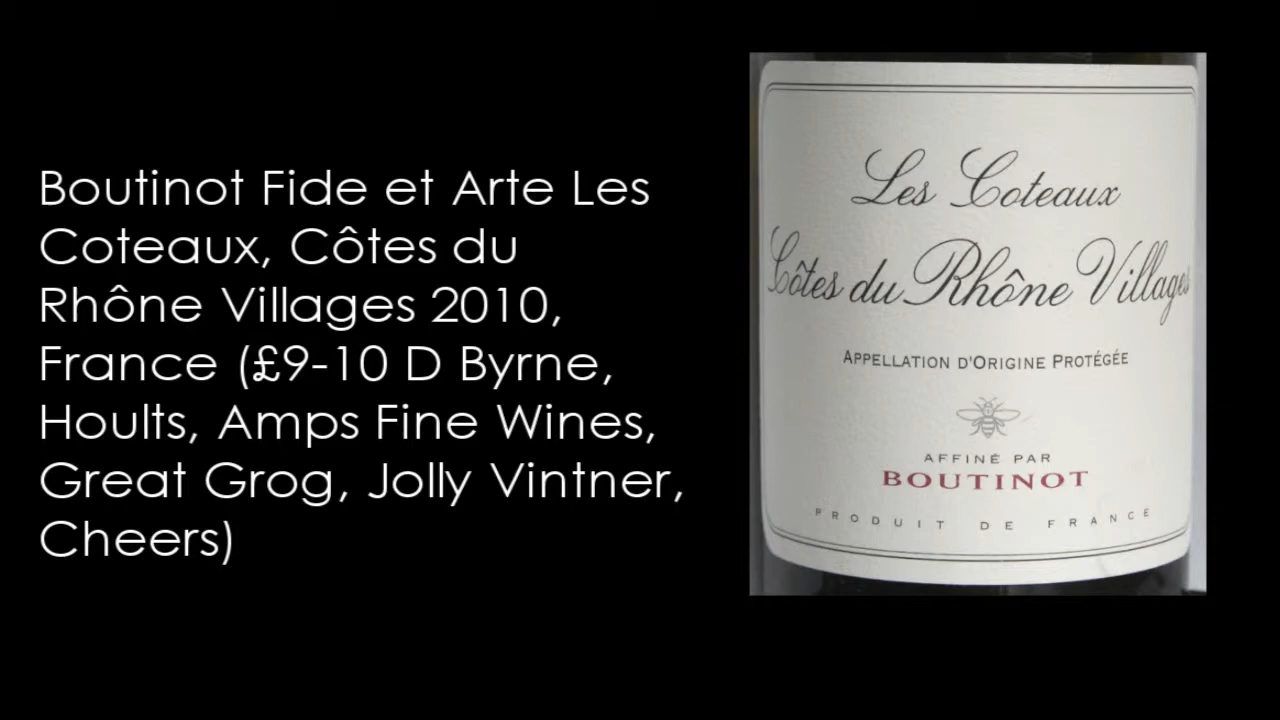 Boutinot Fide et Arte Les
Coteaux, Côtes du
Rhône Villages 2010,
France (£9-10 D Byrne,
Hoults, Amps Fine Wines,
Great Grog, Jolly Vintner,
Cheers)
Les Coteaux
Côtes du Rhône Villages
APPELLATION D'ORIGINE PROTÉGÉE
AFFINÉ PAR
BOUTINOT
PRODUIT DE FRANCE